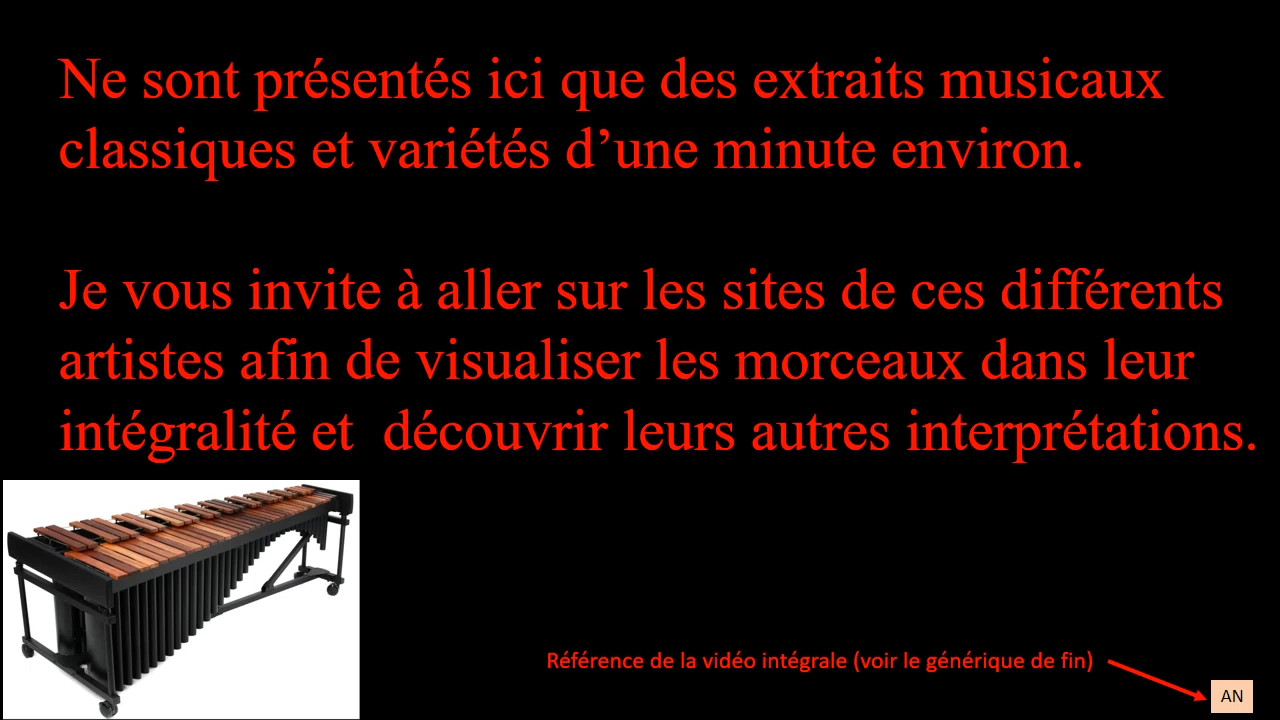 Ne sont présentés ici que des extraits musicaux
classiques et variétés d’une minute environ.
Je vous invite à aller sur les sites de ces différents
artistes afin de visualiser les morceaux dans leur
intégralité et  découvrir leurs autres interprétations.
Référence de la vidéo intégrale (voir le générique de fin)
AN